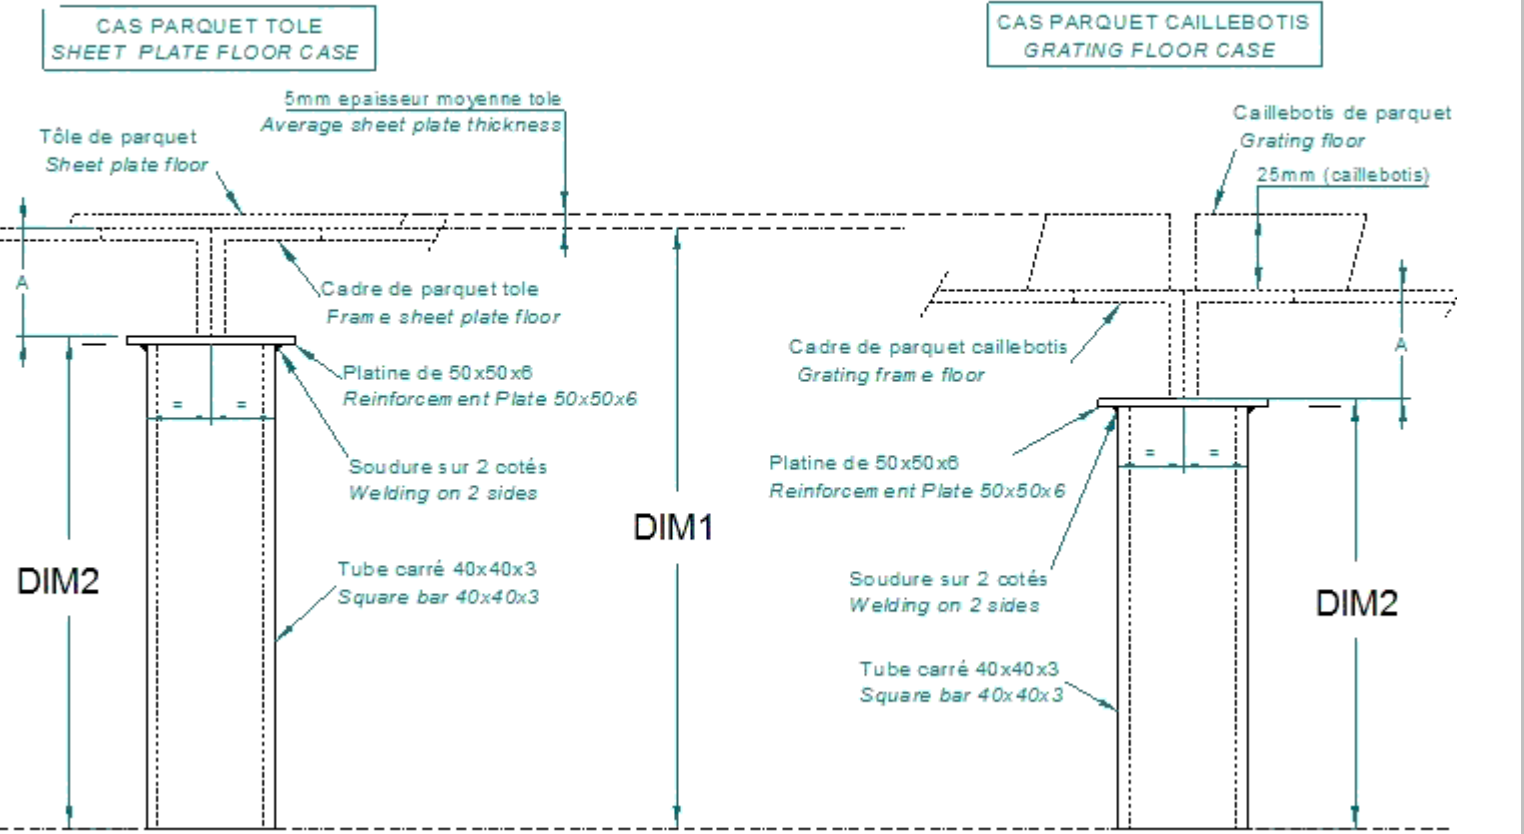 CAS PARQUET TOLE
SHEET PLATE FLOOR CASE
5mm epaisseur moyenne tole
Average sheet plate thickness
Tôle de parquet
Sheet plate floor
A
Cadre de parquet tole
Frame sheet plate floor
Platine de 50x50x6
Reinforcement Plate 50x50x6
= =
Soudure sur 2 cotés
Welding on 2 sides
DIM2
Tube carré 40x40x3
Square bar 40x40x3
DIM1
CAS PARQUET CAILLEBOTIS
GRATING FLOOR CASE
Caillebotis de parquet
Grating floor
25mm (caillebotis)
Cadre de parquet caillebotis
Grating frame floor
A
Platine de 50x50x6
Reinforcement Plate 50x50x6
= =
Soudure sur 2 cotés
Welding on 2 sides
DIM2
Tube carré 40x40x3
Square bar 40x40x3